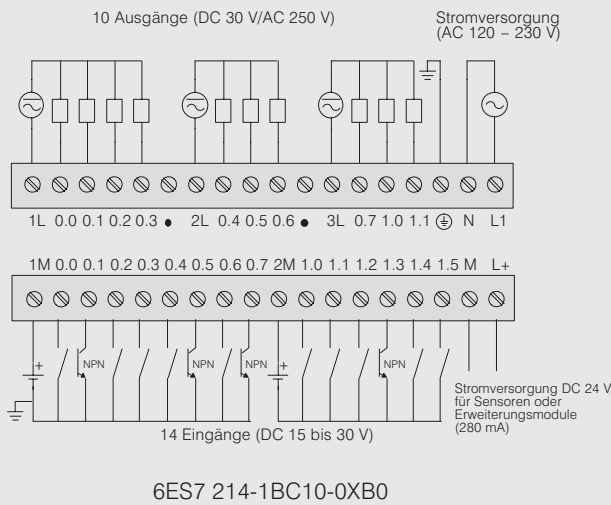 10 Ausgänge (DC 30 V/AC 250 V)
Stromversorgung
(AC 120 – 230 V)
1L 0.0 0.1 0.2 0.3 • 2L 0.4 0.5 0.6 • 3L 0.7 1.0 1.1 N L1
1M 0.0 0.1 0.2 0.3 0.4 0.5 0.6 0.7 2M 1.0 1.1 1.2 1.3 1.4 1.5 M L+
+ NPN NPN NPN + NPN
Stromversorgung DC 24 V
für Sensoren oder
Erweiterungsmodule
(280 mA)
14 Eingänge (DC 15 bis 30 V)
6ES7 214-1BC10-0XB0